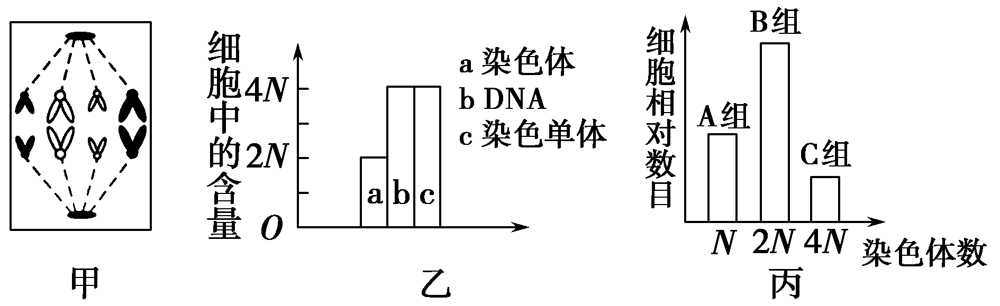 甲
细胞中的含量
4N
2N
O
a 染色体
b DNA
c 染色单体
a b c
乙
细胞相对数目
A组
B组
C组
N 2N 4N
染色体数
丙